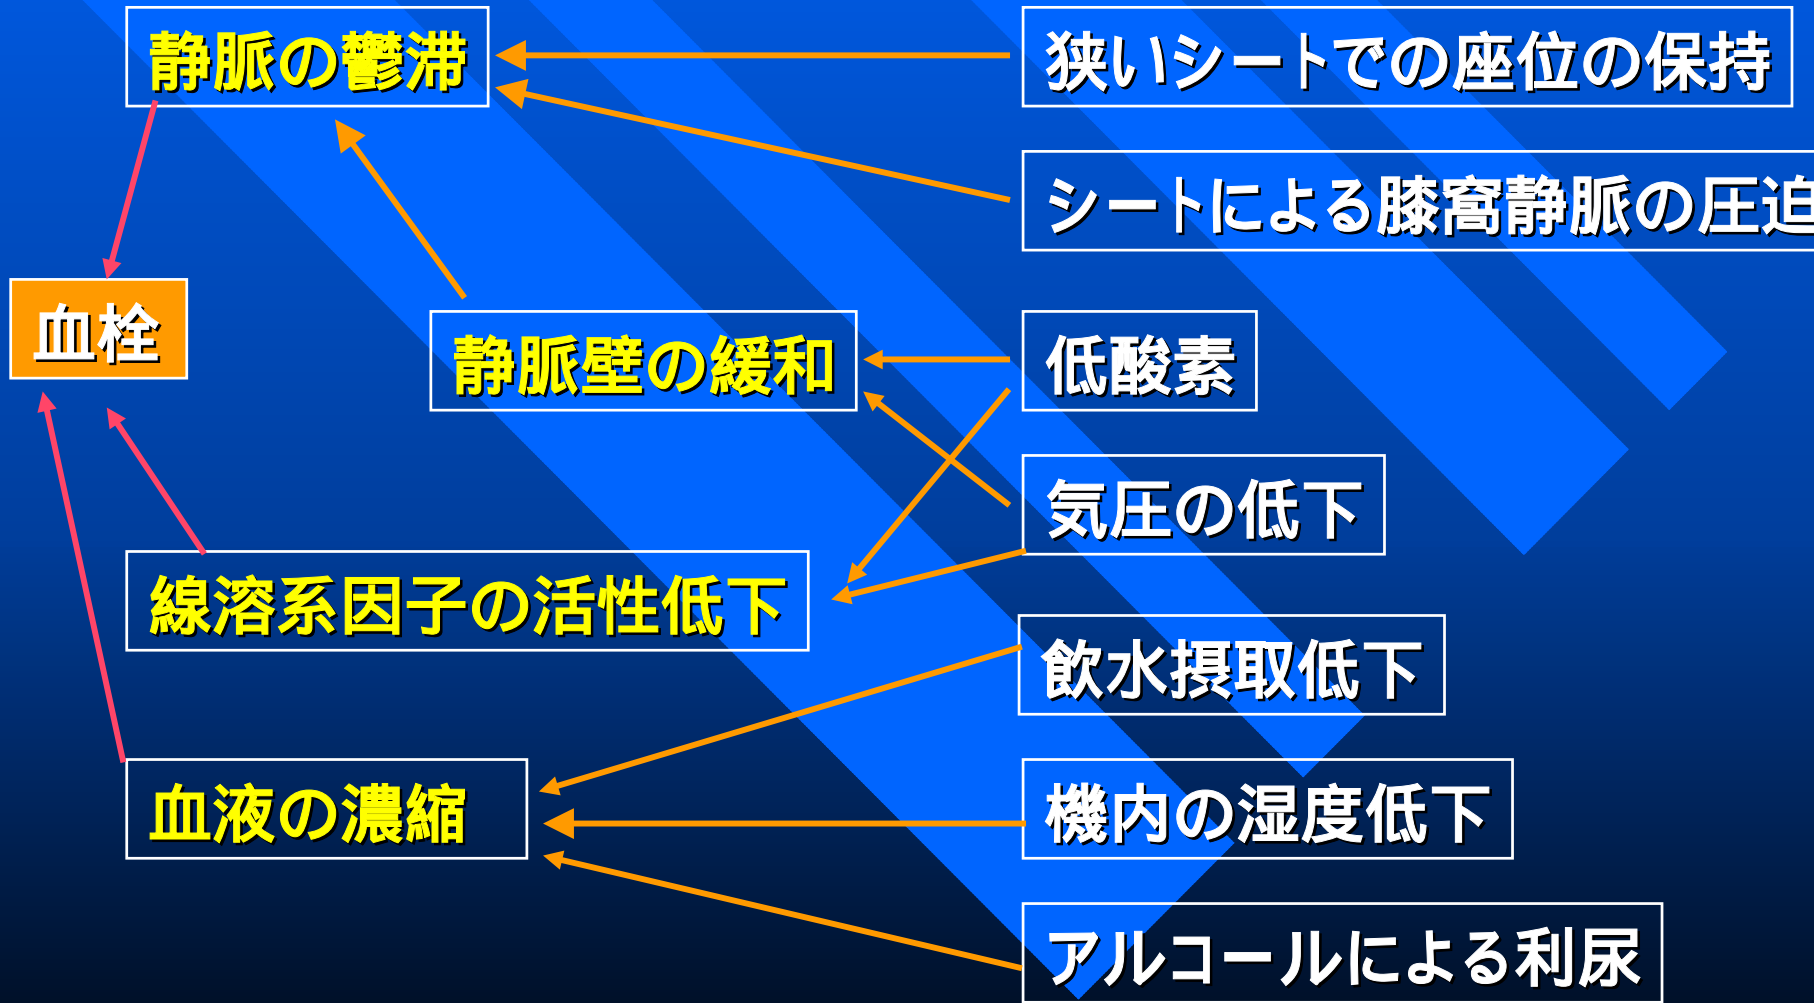 静脈の鬱滞
狭いシートでの座位の保持
シートによる膝窩静脈の圧迫
血栓
静脈壁の緩和
低酸素
気圧の低下
線溶系因子の活性低下
飲水摂取低下
血液の濃縮
機内の湿度低下
アルコールによる利尿